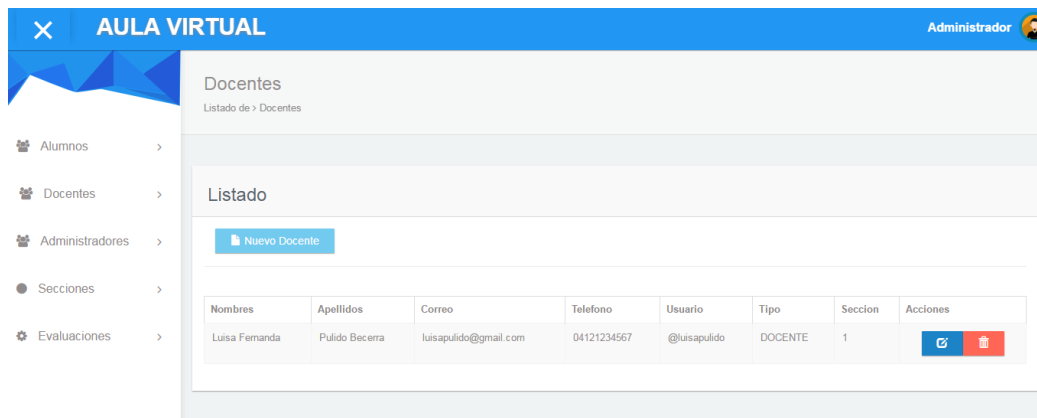 AULA VIRTUAL
Administrador
Docentes
Listado de > Docentes
Alumnos
Docentes
Administradores
Secciones
Evaluaciones
Listado
Nuevo Docente
Nombres Apellidos Correo Telefono Usuario Tipo Seccion Acciones
Luisa Fernanda Pulido Becerra luisapulido@gmail.com 04121234567 @luisapulido DOCENTE 1